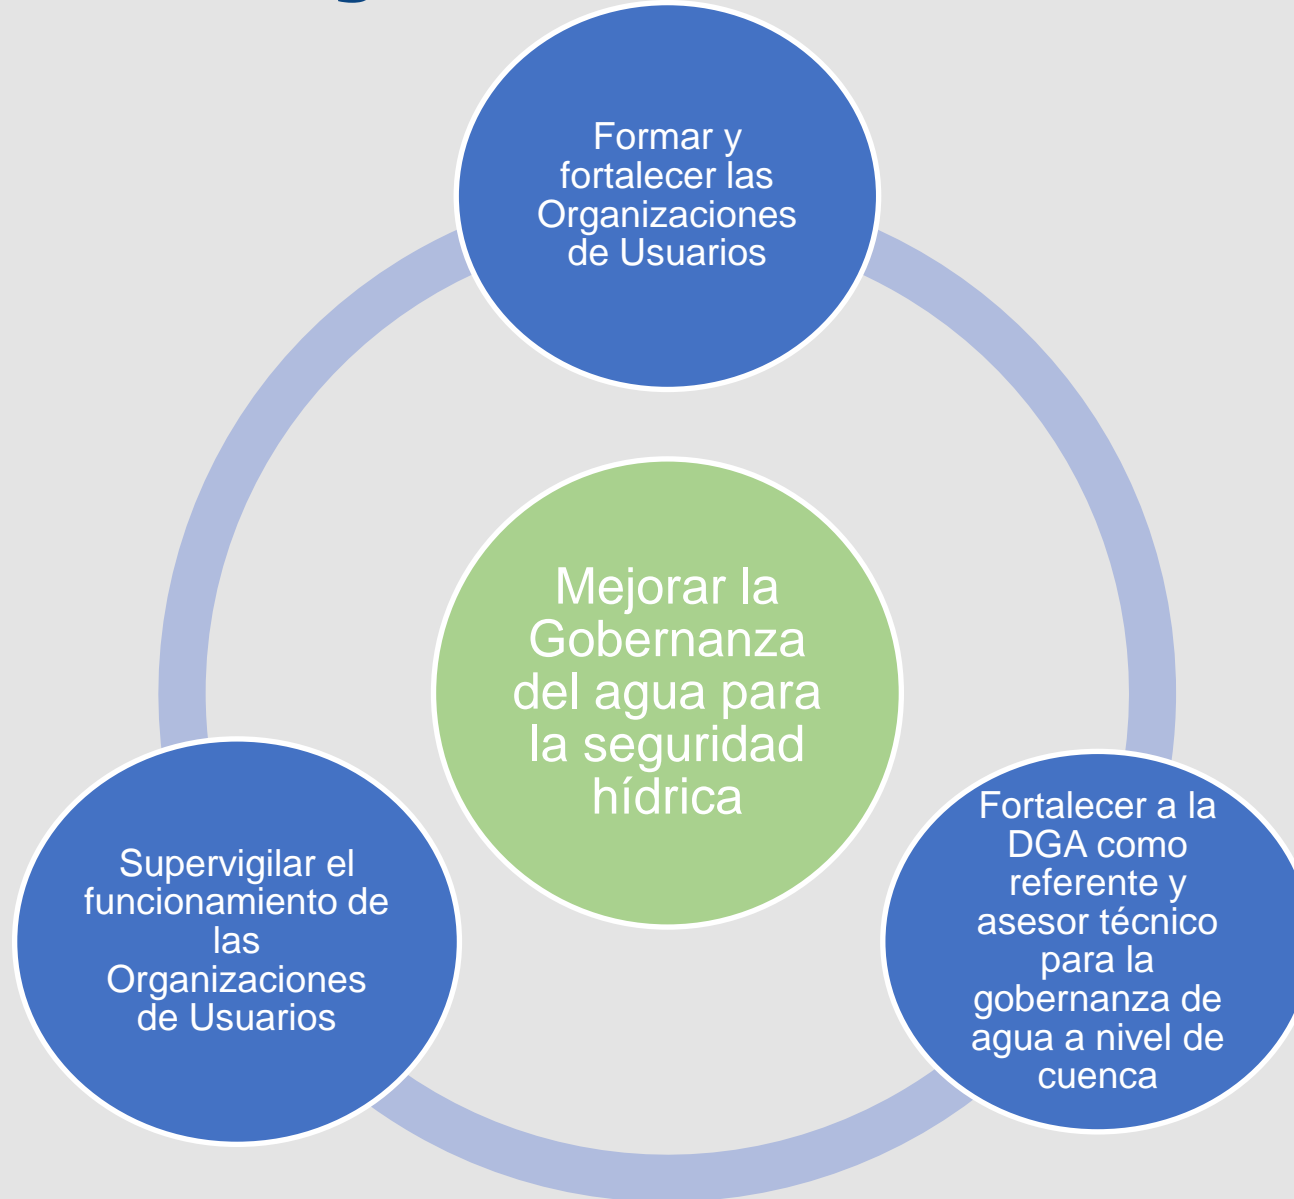 Formar y
fortalecer las
Organizaciones
de Usuarios
Mejorar la
Gobernanza
del agua para
la seguridad
hídrica
Supervigilar el
funcionamiento de
las
Organizaciones
de Usuarios
Fortalecer a la
DGA como
referente y
asesor técnico
para la
gobernanza de
agua a nivel de
cuenca